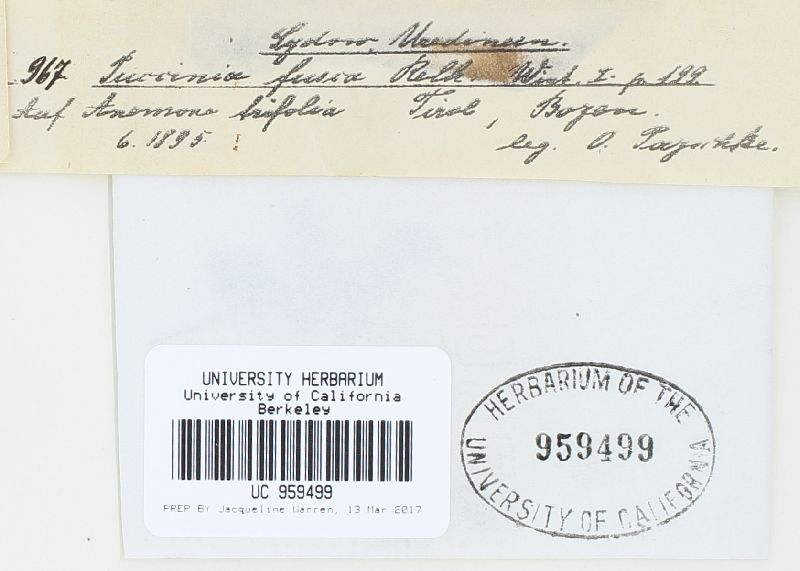 Sydow, Uredineen.
967 Puccinia fusca Relh. Wint. I. p. 199.
Auf Anemone trifolia Tirol, Bozen.
6. 1895. leg. O. Pazschke.
UNIVERSITY HERBARIUM
University of California
Berkeley
UC 959499
PREP BY Jacqueline Warren, 13 Mar 2017
HERBARIUM OF THE
959499
UNIVERSITY OF CALIFORNIA